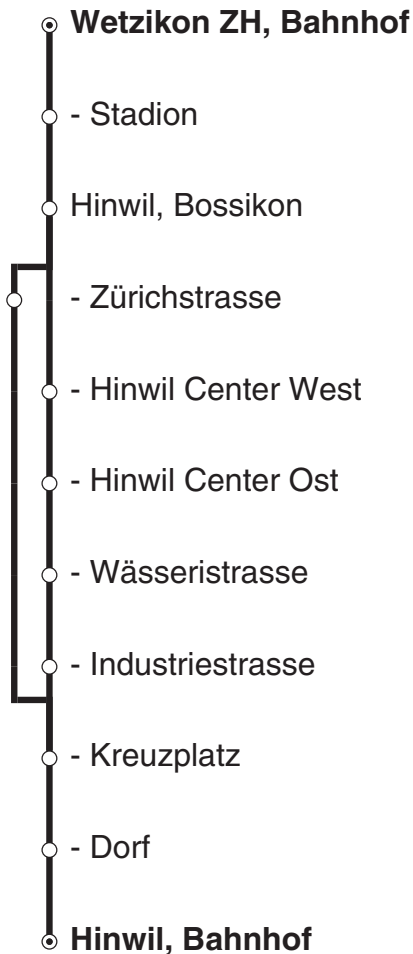 Wetzikon ZH, Bahnhof
- Stadion
Hinwil, Bossikon
- Zürichstrasse
- Hinwil Center West
- Hinwil Center Ost
- Wässeristrasse
- Industriestrasse
- Kreuzplatz
- Dorf
Hinwil, Bahnhof